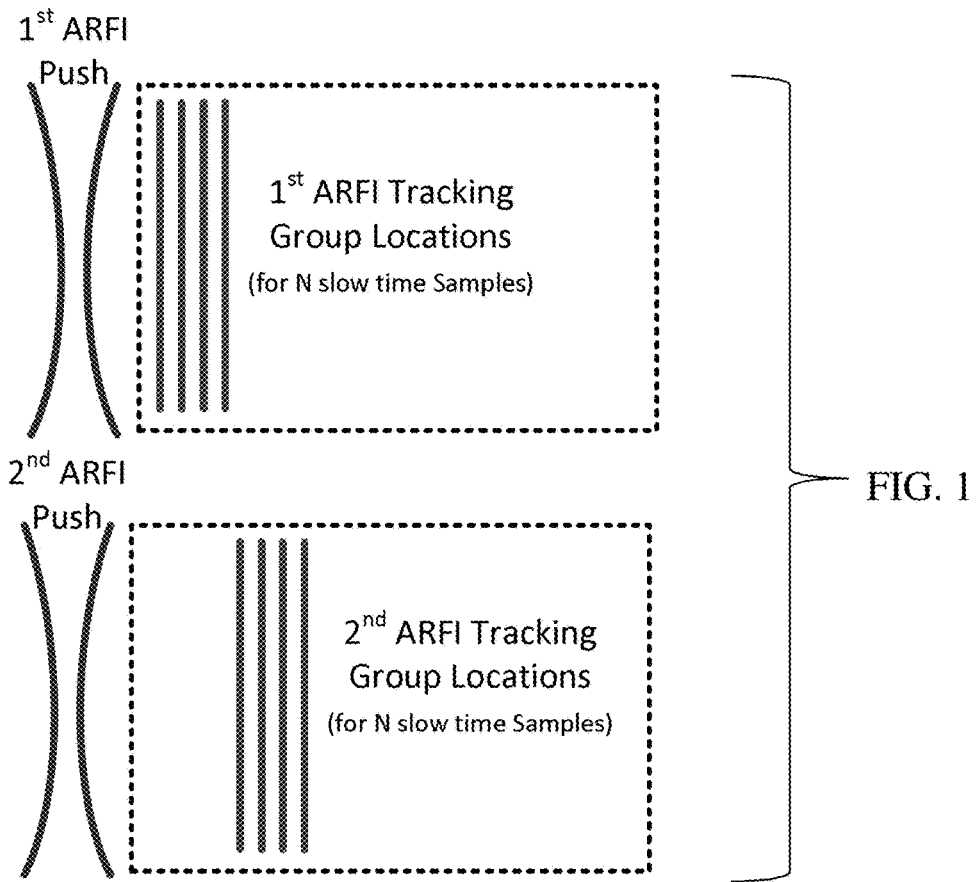 1st ARFI
Push
1st ARFI Tracking
Group Locations
(for N slow time Samples)
2nd ARFI
Push
2nd ARFI Tracking
Group Locations
(for N slow time Samples)
FIG. 1